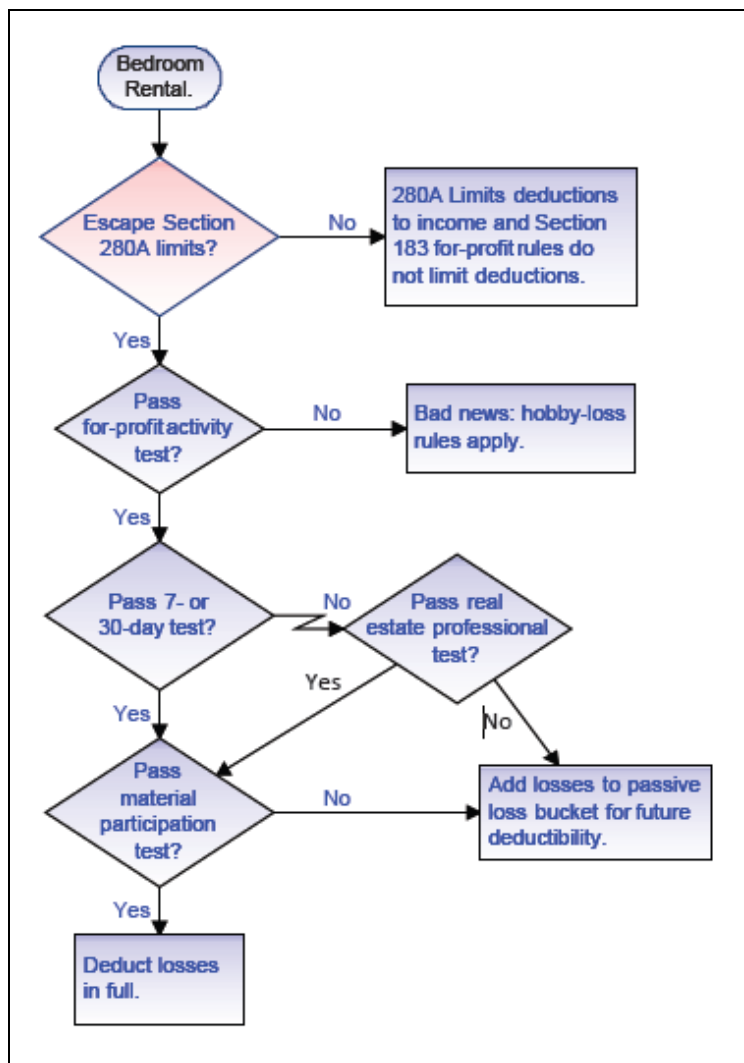 Bedroom
Rental.
Escape Section
280A limits?
No
280A Limits deductions
to income and Section
183 for-profit rules do
not limit deductions.
Yes
Pass
for-profit activity
test?
No
Bad news: hobby-loss
rules apply.
Yes
Pass 7- or
30-day test?
No
Pass real
estate professional
test?
Yes
No
Yes
Pass
material
participation
test?
No
Add losses to passive
loss bucket for future
deductibility.
Yes
Deduct losses
in full.